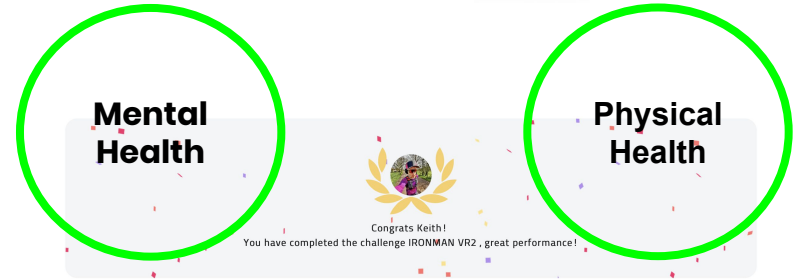 Mental
Health
Physical
Health
Congrats Keith!
You have completed the challenge IRONMAN VR2 , great performance!